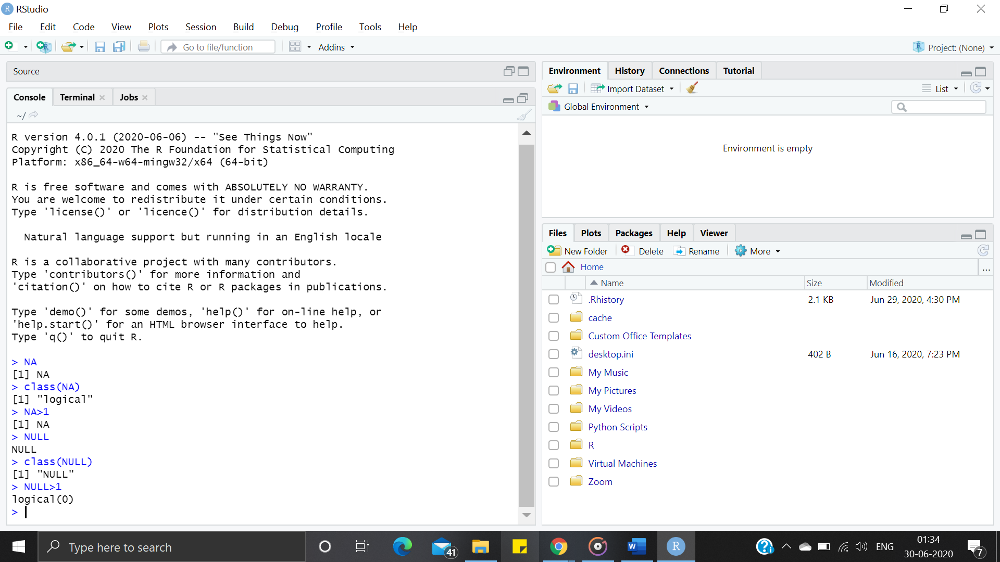 RStudio
File Edit Code View Plots Session Build Debug Profile Tools Help
Go to file/function Addins Project: (None)
Source
Console Terminal Jobs
~/
R version 4.0.1 (2020-06-06) -- "See Things Now"
Copyright (C) 2020 The R Foundation for Statistical Computing
Platform: x86_64-w64-mingw32/x64 (64-bit)
R is free software and comes with ABSOLUTELY NO WARRANTY.
You are welcome to redistribute it under certain conditions.
Type 'license()' or 'licence()' for distribution details.
Natural language support but running in an English locale
R is a collaborative project with many contributors.
Type 'contributors()' for more information and
'citation()' on how to cite R or R packages in publications.
Type 'demo()' for some demos, 'help()' for on-line help, or
'help.start()' for an HTML browser interface to help.
Type 'q()' to quit R.
> NA
[1] NA
> class(NA)
[1] "logical"
> NA>1
[1] NA
> NULL
NULL
> class(NULL)
[1] "NULL"
> NULL>1
logical(0)
>
Environment History Connections Tutorial
Import Dataset List
Global Environment
Environment is empty
Files Plots Packages Help Viewer
New Folder Delete Rename More
Home ...
Name Size Modified
.Rhistory 2.1 KB Jun 29, 2020, 4:30 PM
cache
Custom Office Templates
desktop.ini 402 B Jun 16, 2020, 7:23 PM
My Music
My Pictures
My Videos
Python Scripts
R
Virtual Machines
Zoom
Type here to search 41 W R ENG 01:34
30-06-2020 7